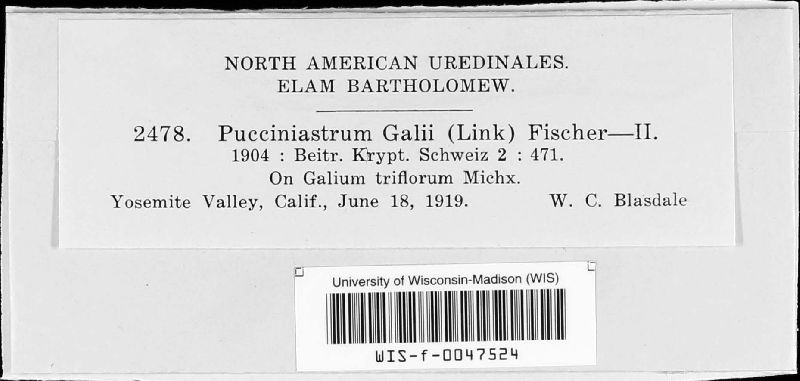 NORTH AMERICAN UREDINALES.
ELAM BARTHOLOMEW.
2478. Pucciniastrum Galii (Link) Fischer—II.
1904 : Beitr. Krypt. Schweiz 2 : 471.
On Galium triflorum Michx.
Yosemite Valley, Calif., June 18, 1919. W. C. Blasdale
University of Wisconsin-Madison (WIS)
WIS-f-0047524